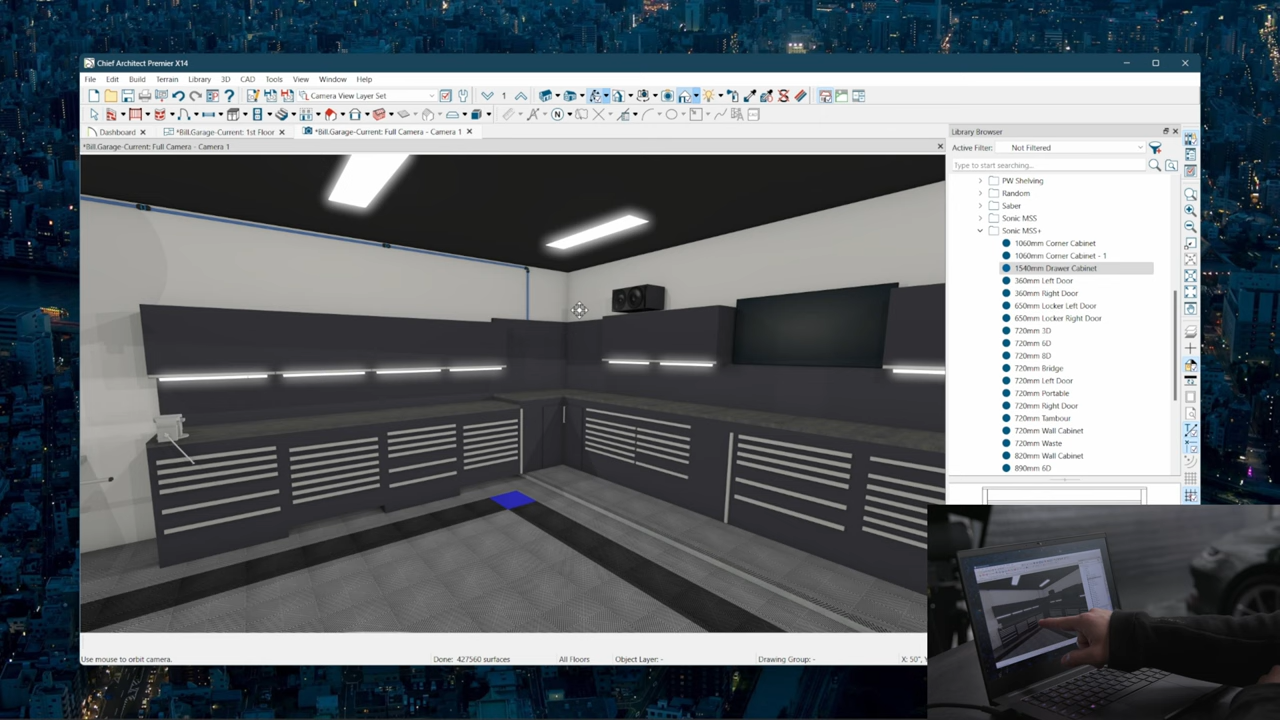 Chief Architect Premier X14
File Edit Build Terrain Library 3D CAD Tools View Window Help
Camera View Layer Set
1
N
Dashboard
*Bill.Garage-Current: 1st Floor
*Bill.Garage-Current: Full Camera - Camera 1
*Bill.Garage-Current: Full Camera - Camera 1
Library Browser
Active Filter: Not Filtered
Type to start searching...
PW Shelving
Random
Saber
Sonic MSS
Sonic MSS+
1060mm Corner Cabinet
1060mm Corner Cabinet - 1
1540mm Drawer Cabinet
360mm Left Door
360mm Right Door
650mm Locker Left Door
650mm Locker Right Door
720mm 3D
720mm 6D
720mm 8D
720mm Bridge
720mm Left Door
720mm Portable
720mm Right Door
720mm Tambour
720mm Wall Cabinet
720mm Waste
820mm Wall Cabinet
890mm 6D
Use mouse to orbit camera.
Done: 427560 surfaces
All Floors
Object Layer: -
Drawing Group: -
X: 50",